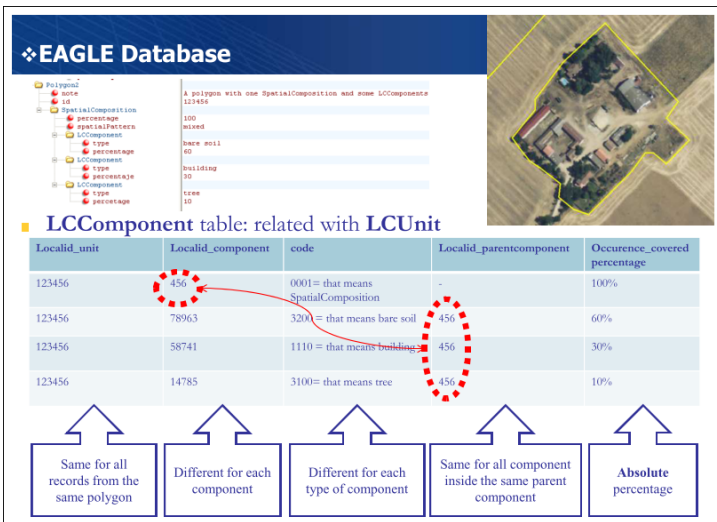 ❖EAGLE Database
Polygon2
note A polygon with one SpatialComposition and some LCComponents
id 123456
SpatialComposition
percentage 100
spatialPattern mixed
LCComponent
type bare soil
percentage 60
LCComponent
type building
percentaje 30
LCComponent
type tree
percetage 10
LCComponent table: related with LCUnit
Localid_unit Localid_component code Localid_parentcomponent Occurence_covered
percentage
123456 456 0001= that means - 100%
SpatialComposition
123456 78963 3200 = that means bare soil 456 60%
123456 58741 1110 = that means building 456 30%
123456 14785 3100= that means tree 456 10%
Same for all
records from the
same polygon
Different for each
component
Different for each
type of component
Same for all component
inside the same parent
component
Absolute
percentage